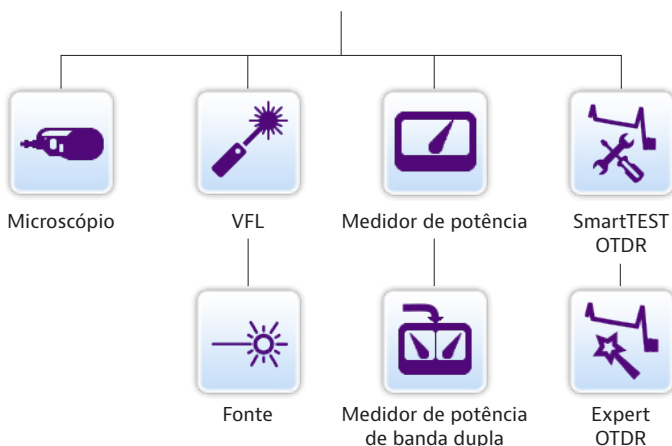 Microscópio
VFL
Medidor de potência
SmartTEST
OTDR
Fonte
Medidor de potência
de banda dupla
Expert
OTDR